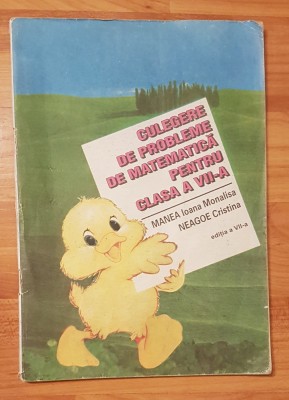 CULEGERE
DE PROBLEME
DE MATEMATICĂ
PENTRU
CLASA A VII-A
MANEA Ioana Monalisa
NEAGOE Cristina
ediția a VII-a